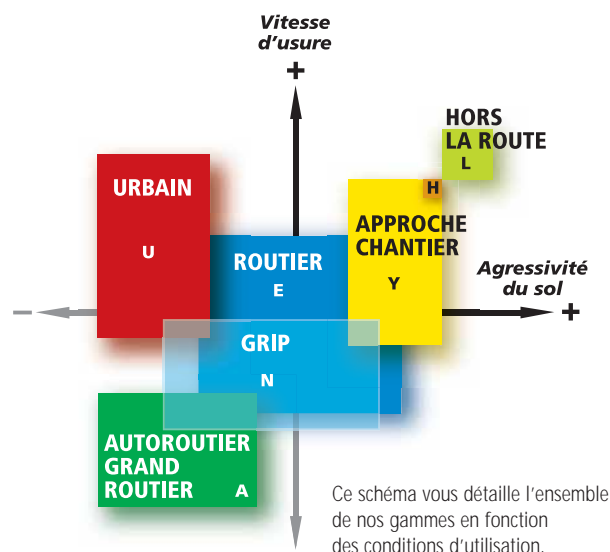 Vitesse
d'usure
+
HORS
LA ROUTE
L
URBAIN
U
H
APPROCHE
CHANTIER
Y
ROUTIER
E
Agressivité
du sol
-
+
GRIP
N
AUTOROUTIER
GRAND
ROUTIER A
Ce schéma vous détaille l'ensemble
de nos gammes en fonction
des conditions d'utilisation.